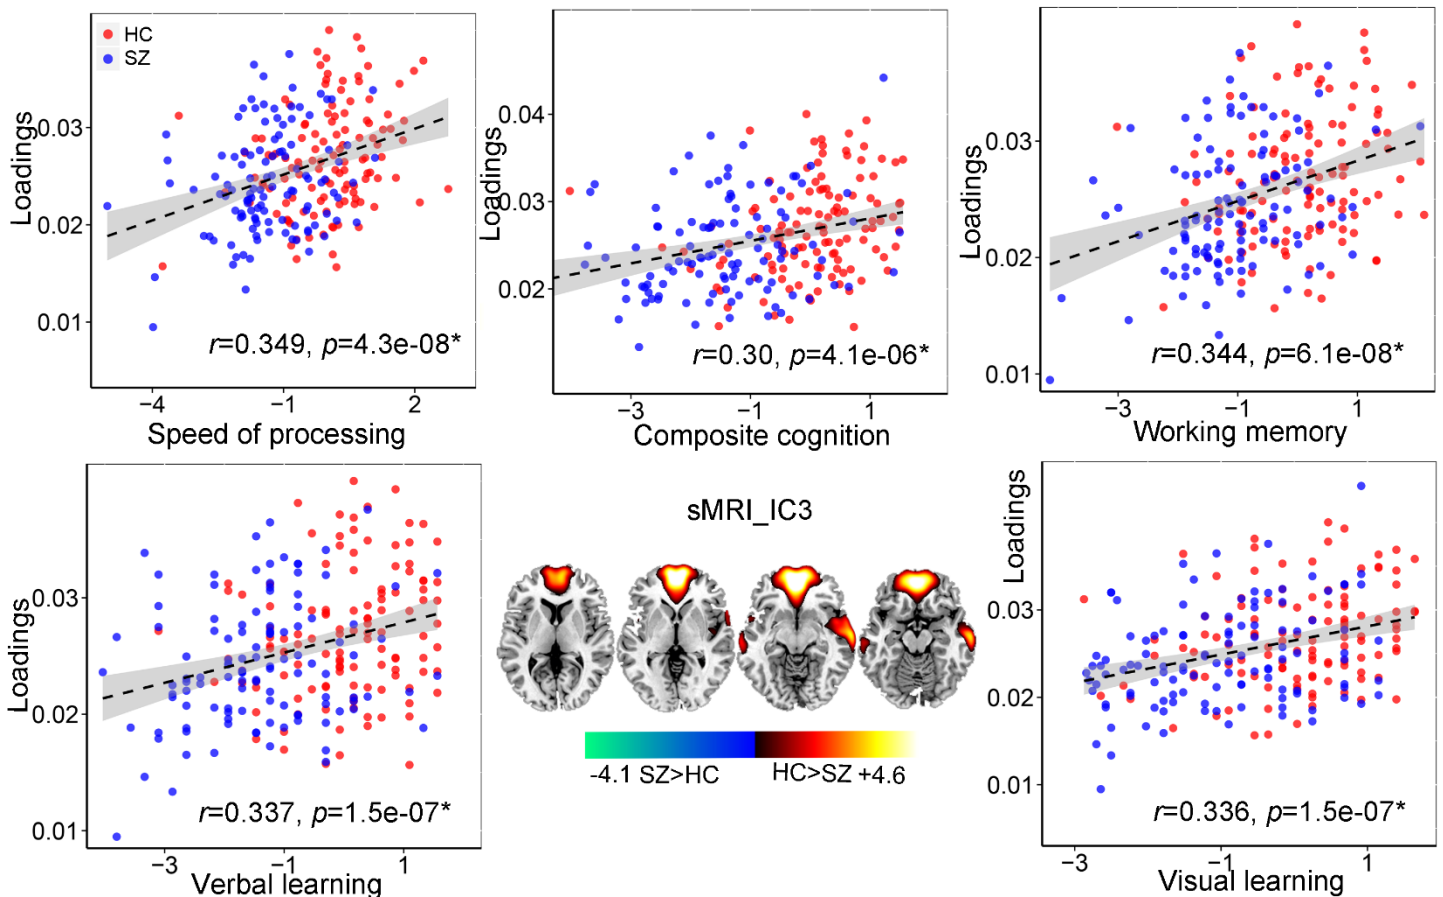 HC
SZ
Loadings
0.03
0.02
0.01
r=0.349, p=4.3e-08*
−4
−1
2
Speed of processing
Loadings
0.04
0.03
0.02
r=0.30, p=4.1e-06*
−3
−1
1
Composite cognition
Loadings
0.03
0.02
0.01
r=0.344, p=6.1e-08*
−3
−1
1
Working memory
Loadings
0.03
0.02
0.01
r=0.337, p=1.5e-07*
−3
−1
1
Verbal learning
sMRI_IC3
-4.1 SZ>HC
HC>SZ +4.6
Loadings
0.03
0.02
0.01
r=0.336, p=1.5e-07*
−3
−1
1
Visual learning